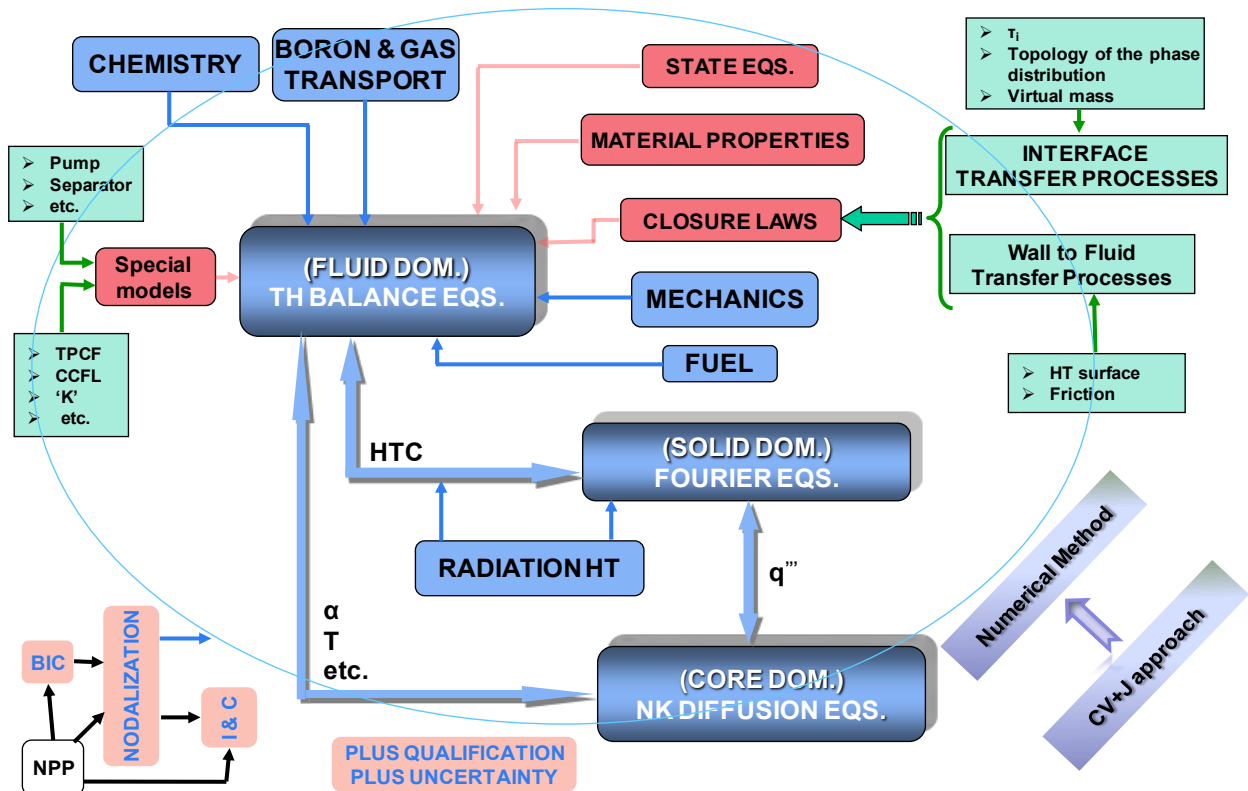 CHEMISTRY
BORON & GAS
TRANSPORT
STATE EQS.
MATERIAL PROPERTIES
CLOSURE LAWS
τi
Topology of the phase
distribution
Virtual mass
INTERFACE
TRANSFER PROCESSES
Wall to Fluid
Transfer Processes
HT surface
Friction
Pump
Separator
etc.
Special
models
TPCF
CCFL
‘K’
etc.
(FLUID DOM.)
TH BALANCE EQS.
MECHANICS
FUEL
HTC
(SOLID DOM.)
FOURIER EQS.
RADIATION HT
q'''
α
T
etc.
(CORE DOM.)
NK DIFFUSION EQS.
Numerical Method
CV+J approach
BIC
NODALIZATION
I & C
NPP
PLUS QUALIFICATION
PLUS UNCERTAINTY